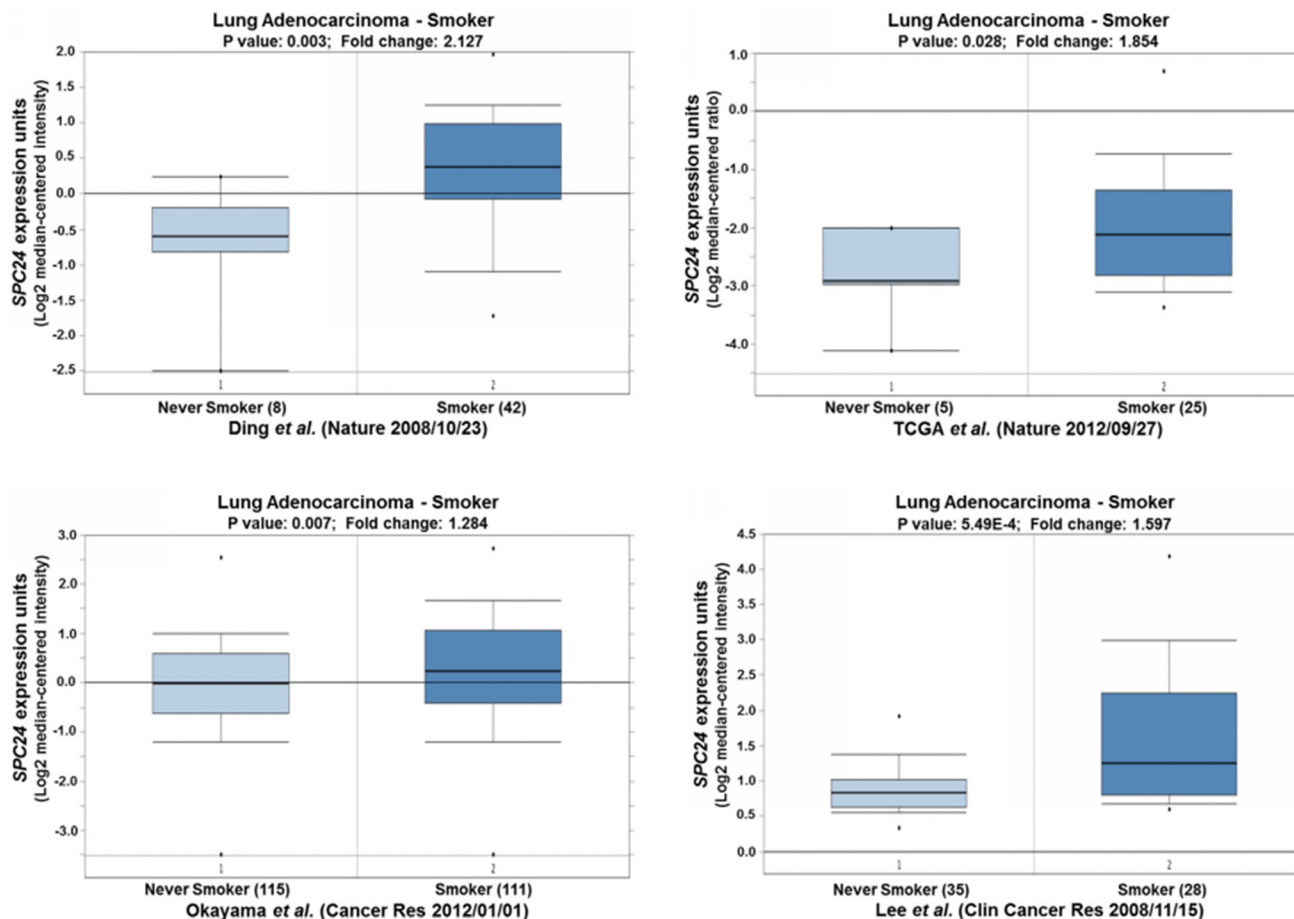 Lung Adenocarcinoma - Smoker
P value: 0.003; Fold change: 2.127
SPC24 expression units
(Log2 median-centered intensity)
2.0
1.5
1.0
0.5
0.0
-0.5
-1.0
-1.5
-2.0
-2.5
1
2
Never Smoker (8)
Smoker (42)
Ding et al. (Nature 2008/10/23)
Lung Adenocarcinoma - Smoker
P value: 0.028; Fold change: 1.854
SPC24 expression units
(Log2 median-centered ratio)
1.0
0.0
-1.0
-2.0
-3.0
-4.0
1
2
Never Smoker (5)
Smoker (25)
TCGA et al. (Nature 2012/09/27)
Lung Adenocarcinoma - Smoker
P value: 0.007; Fold change: 1.284
SPC24 expression units
(Log2 median-centered intensity)
3.0
2.0
1.0
0.0
-1.0
-2.0
-3.0
1
2
Never Smoker (115)
Smoker (111)
Okayama et al. (Cancer Res 2012/01/01)
Lung Adenocarcinoma - Smoker
P value: 5.49E-4; Fold change: 1.597
SPC24 expression units
(Log2 median-centered intensity)
4.5
4.0
3.5
3.0
2.5
2.0
1.5
1.0
0.5
0.0
1
2
Never Smoker (35)
Smoker (28)
Lee et al. (Clin Cancer Res 2008/11/15)